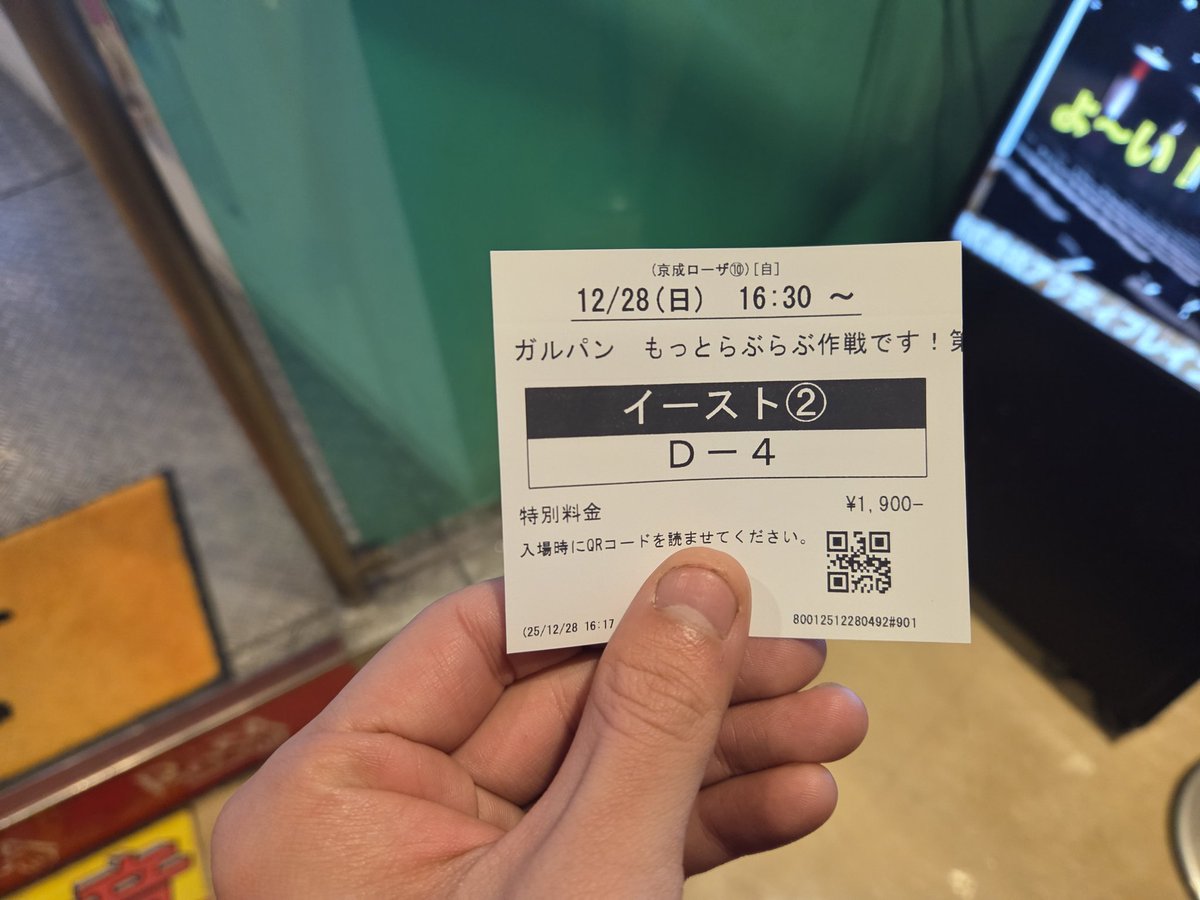 (京成ローザ⑩)[自]
12/28(日) 16:30 ～
ガルパン もっとらぶらぶ作戦です!第
イースト②
D－4
特別料金 ¥1,900-
入場時にQRコードを読ませてください。
(25/12/28 16:17
80012512280492#901
よ～い!